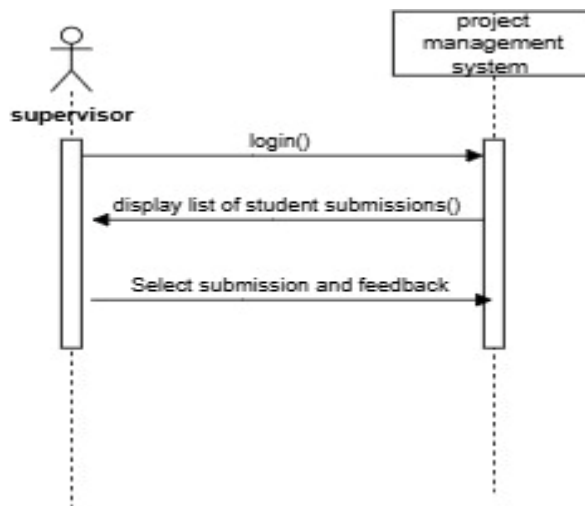 project
management
system
supervisor
login()
display list of student submissions()
Select submission and feedback